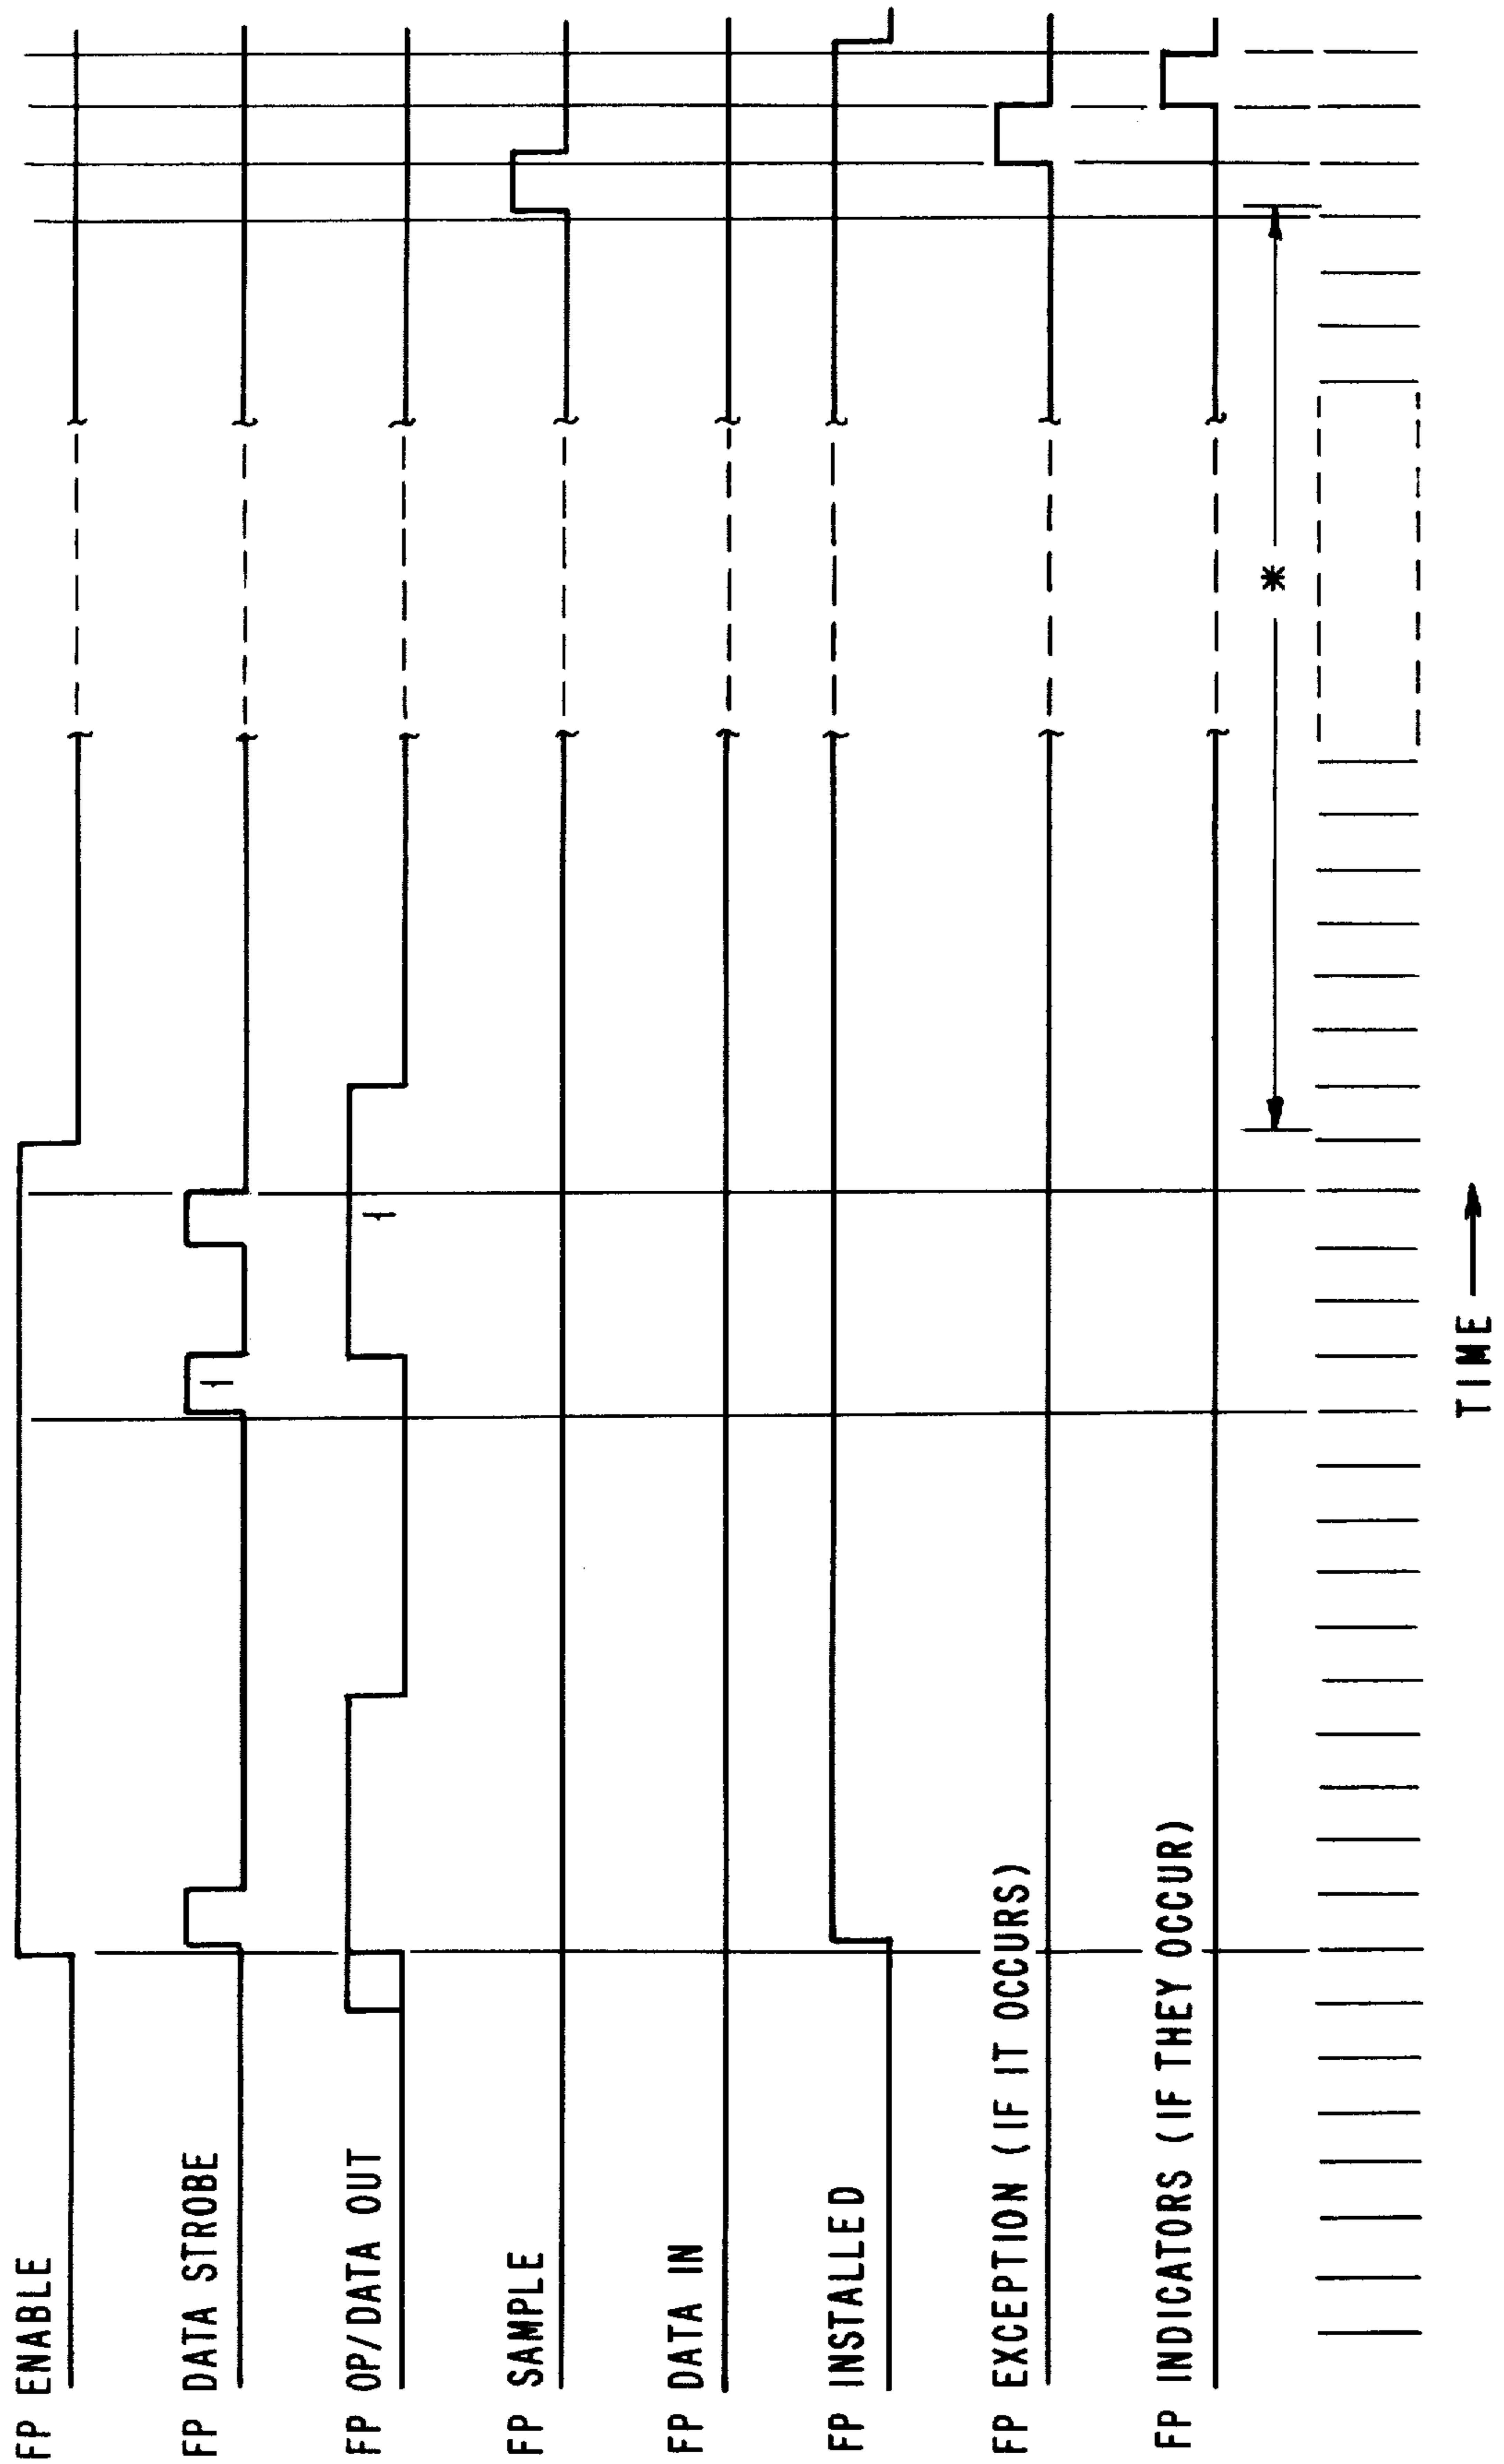 FP ENABLE
FP DATA STROBE
FP OP/DATA OUT
FP SAMPLE
FP DATA IN
FP INSTALLED
FP EXCEPTION (IF IT OCCURS)
FP INDICATORS (IF THEY OCCUR)
*
TIME